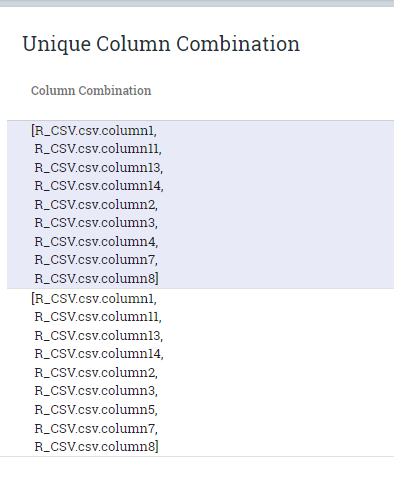 Unique Column Combination
Column Combination
[R_CSV.csv.column1,
R_CSV.csv.column11,
R_CSV.csv.column13,
R_CSV.csv.column14,
R_CSV.csv.column2,
R_CSV.csv.column3,
R_CSV.csv.column4,
R_CSV.csv.column7,
R_CSV.csv.column8]
[R_CSV.csv.column1,
R_CSV.csv.column11,
R_CSV.csv.column13,
R_CSV.csv.column14,
R_CSV.csv.column2,
R_CSV.csv.column3,
R_CSV.csv.column5,
R_CSV.csv.column7,
R_CSV.csv.column8]